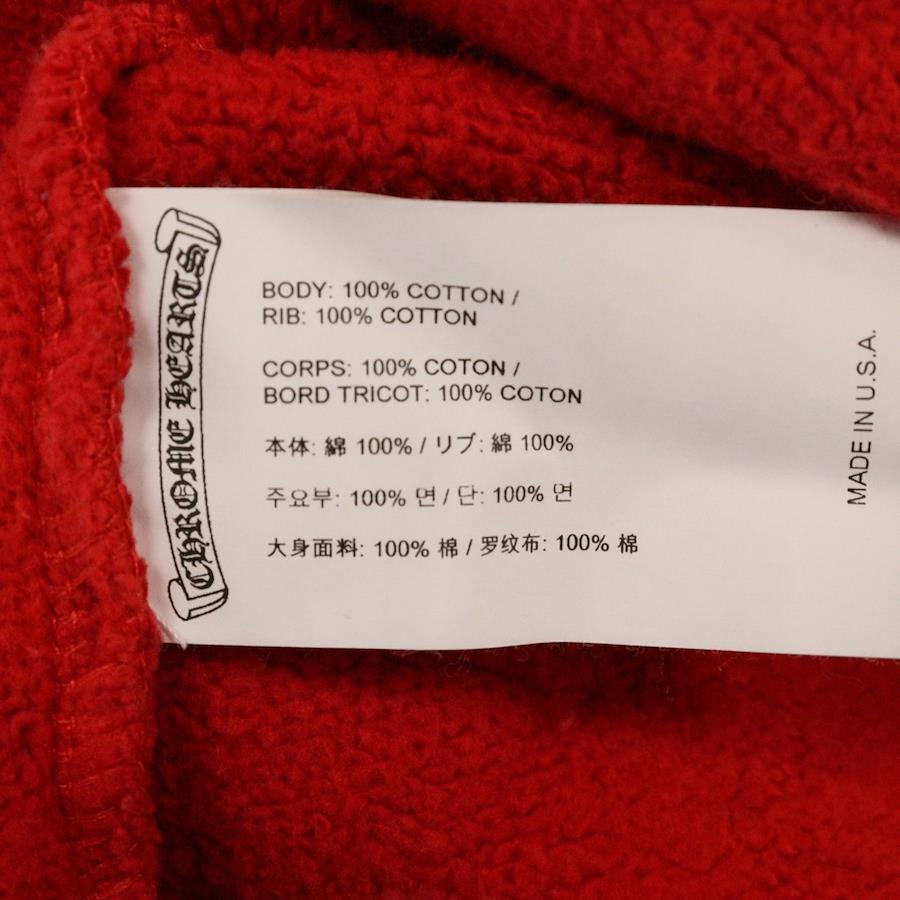 CHROME HEARTS
BODY: 100% COTTON /
RIB: 100% COTTON
CORPS: 100% COTON /
BORD TRICOT: 100% COTON
本体: 綿 100% / リブ: 綿 100%
주요부: 100% 면 / 단: 100% 면
大身面料: 100% 棉 / 罗纹布: 100% 棉
MADE IN U.S.A.